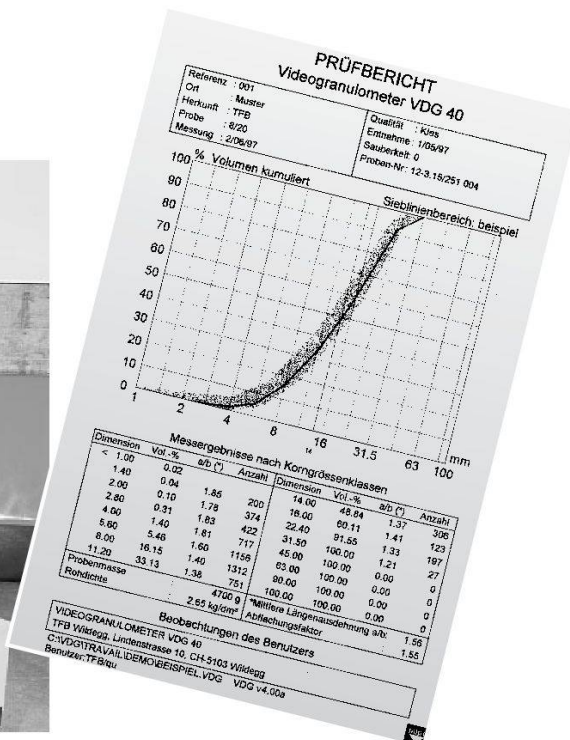 PRÜFBERICHT
Videogranulometer VDG 40
Referenz : 001
Ort : Muster
Herkunft : TFB
Probe : 8/20
Messung : 2/06/97
Qualität : Kies
Entnahme : 1/05/97
Sauberkeit 0
Proben-Nr.: 12-3.15/251 004
% Volumen kumuliert
Sieblinienbereich: beispiel
100
90
80
70
60
50
40
30
20
10
0
1 2 4 8 14 16 31.5 63 100 mm
Messergebnisse nach Korngrössenklassen
Dimension Vol.-% a/b (*) Anzahl
< 1.00 0.02
1.40 0.04 1.85 200
2.00 0.10 1.78 374
2.80 0.31 1.83 422
4.00 1.40 1.81 717
5.60 5.46 1.60 1156
8.00 16.15 1.40 1312
11.20 33.13 1.38 751
Dimension Vol.-% a/b (*) Anzahl
14.00 48.84 1.37 306
16.00 60.11 1.41 123
22.40 91.55 1.33 197
31.50 100.00 1.21 27
45.00 100.00 0.00 0
63.00 100.00 0.00 0
90.00 100.00 0.00 0
100.00 100.00 0.00 0
Probenmasse 4700 g
Rohdichte 2.65 kg/dm³
*Mittlere Längenausdehnung a/b: 1.56
Abflachungsfaktor : 1.55
Beobachtungen des Benutzers
VIDEOGRANULOMETER VDG 40
TFB Wildegg, Lindenstrasse 10, CH-5103 Wildegg
C:\VDG\TRAVAIL\DEMO\BEISPIEL.VDG VDG v4.00a
Benutzer:TFB/qu